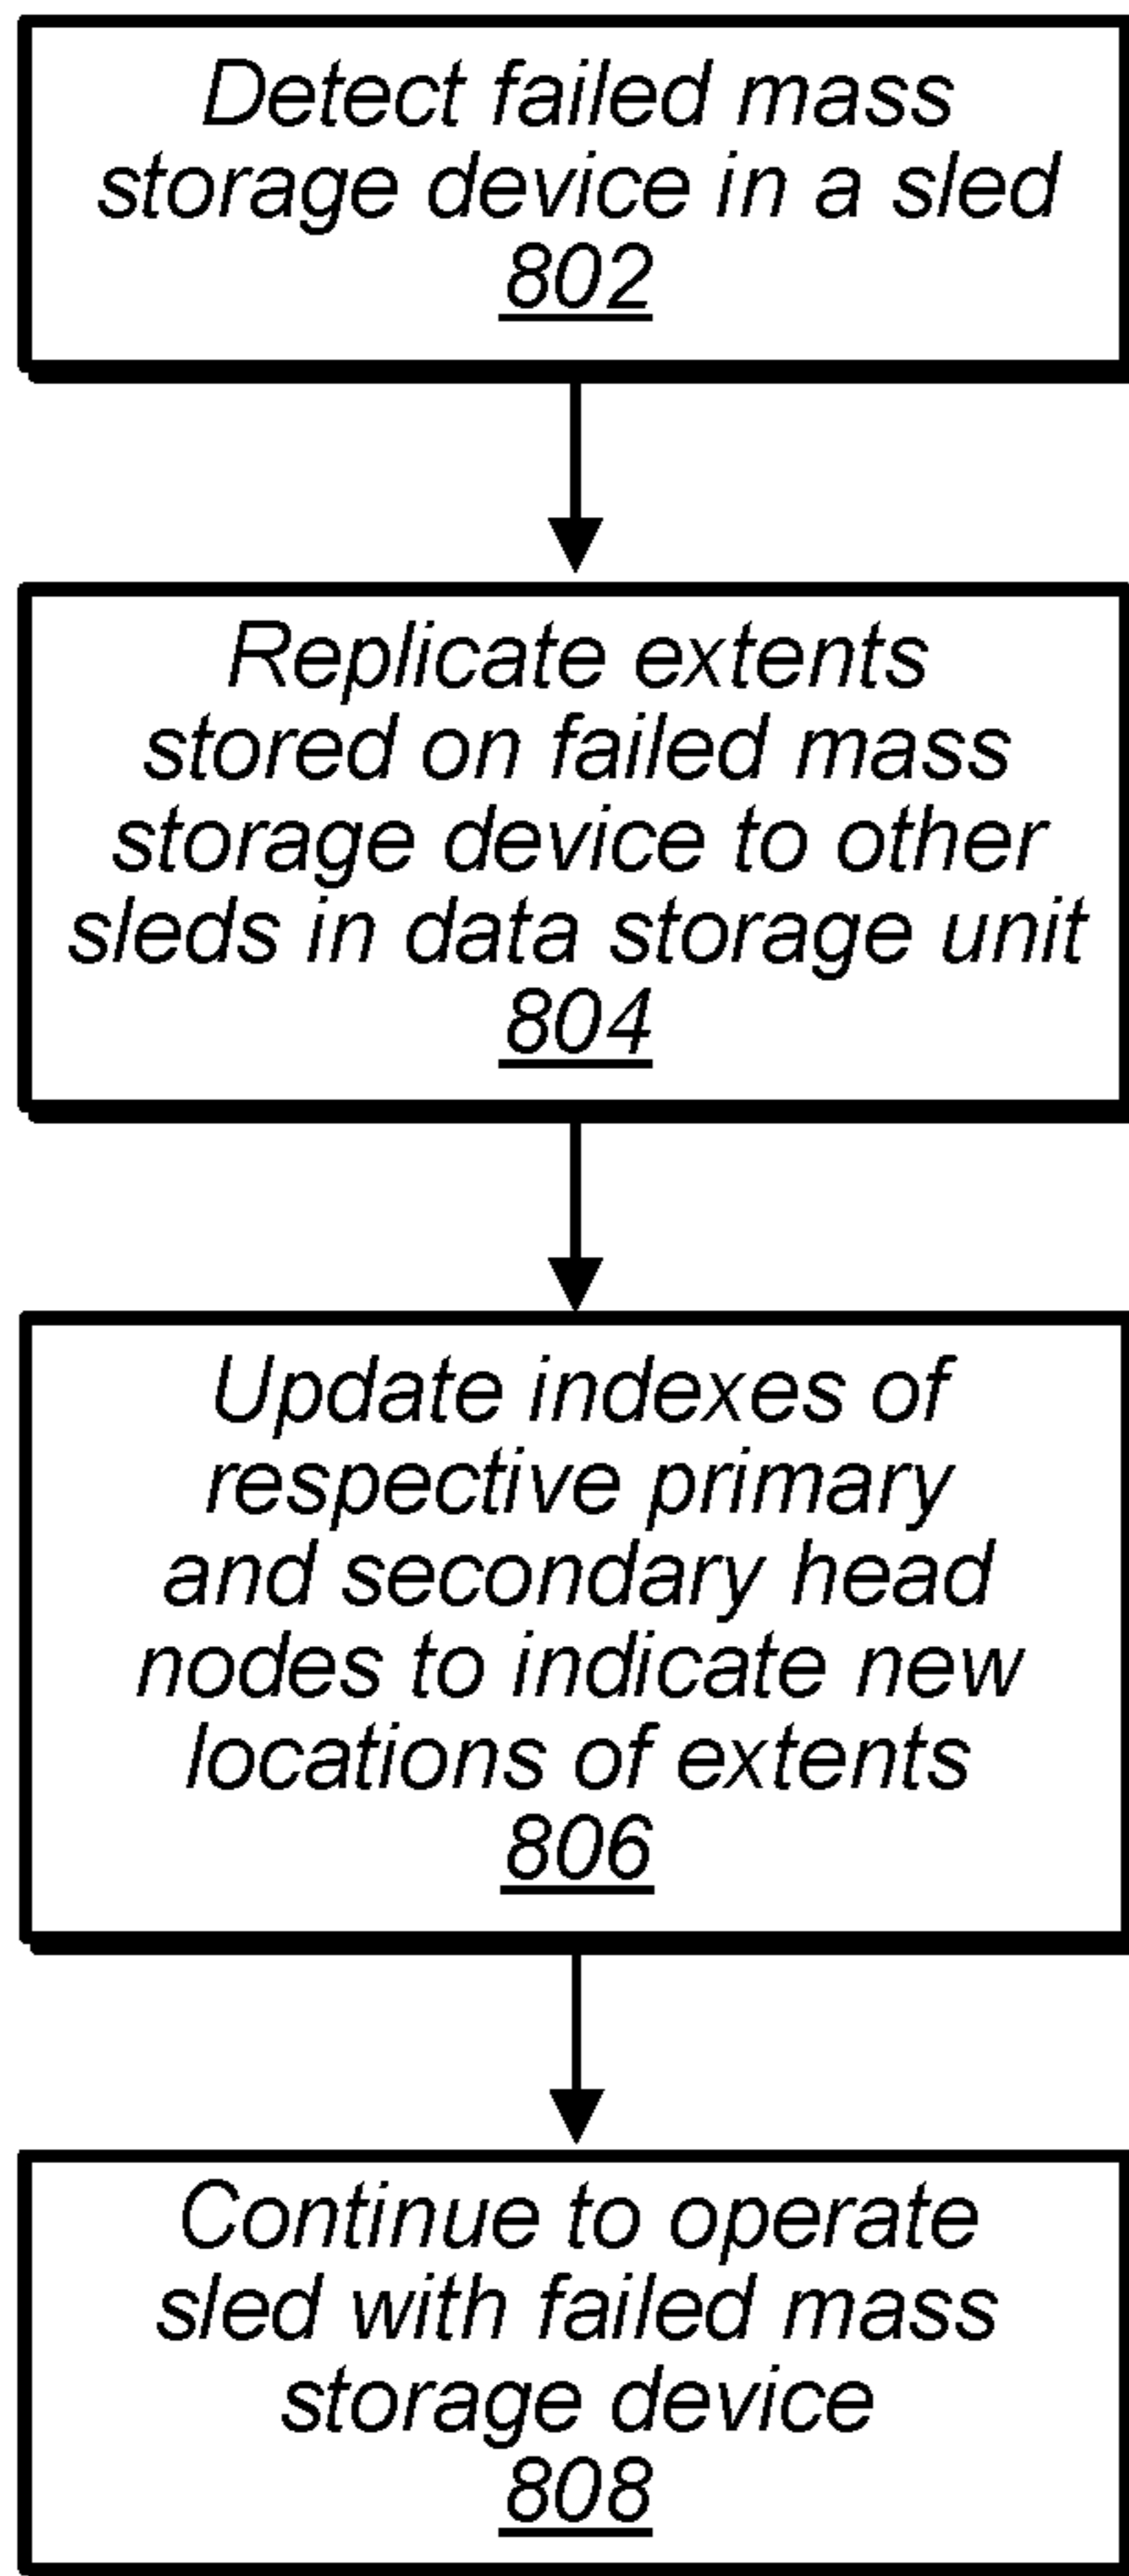 Detect failed mass
storage device in a sled
802
Replicate extents
stored on failed mass
storage device to other
sleds in data storage unit
804
Update indexes of
respective primary
and secondary head
nodes to indicate new
locations of extents
806
Continue to operate
sled with failed mass
storage device
808